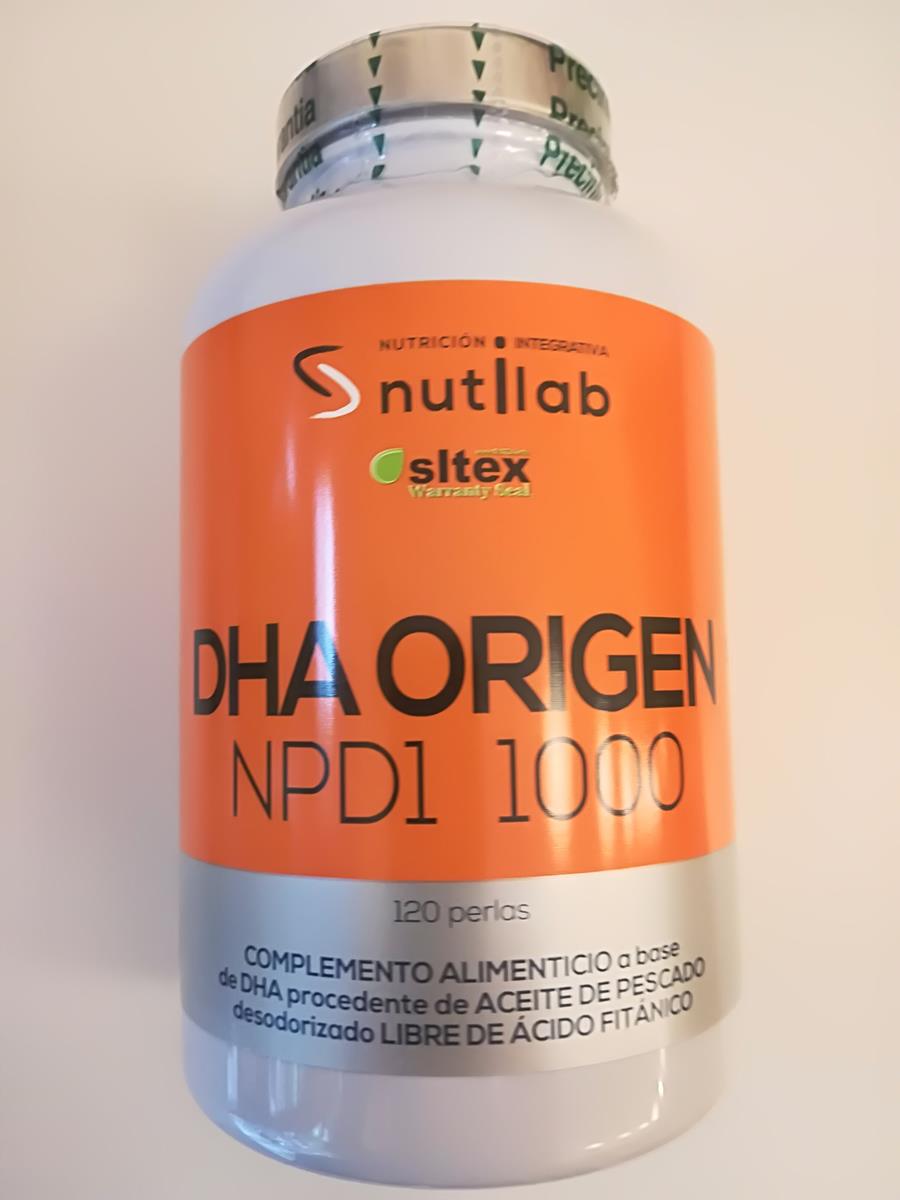 NUTRICIÓN INTEGRATIVA
nutilab
sltex
Warranty Seal
DHA ORIGEN
NPD1 1000
120 perlas
COMPLEMENTO ALIMENTICIO a base
de DHA procedente de ACEITE DE PESCADO
desodorizado LIBRE DE ÁCIDO FITÁNICO